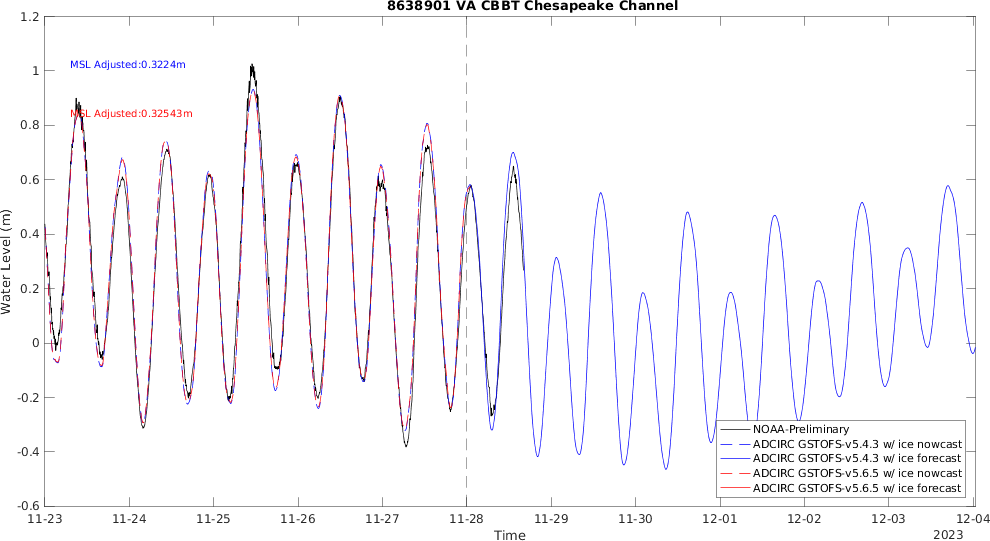 8638901 VA CBBT Chesapeake Channel
1.2
1
0.8
0.6
0.4
0.2
0
-0.2
-0.4
-0.6
Water Level (m)
MSL Adjusted:0.3224m
MSL Adjusted:0.32543m
NOAA-Preliminary
ADCIRC GSTOFS-v5.4.3 w/ ice nowcast
ADCIRC GSTOFS-v5.4.3 w/ ice forecast
ADCIRC GSTOFS-v5.6.5 w/ ice nowcast
ADCIRC GSTOFS-v5.6.5 w/ ice forecast
11-23 11-24 11-25 11-26 11-27 11-28 11-29 11-30 12-01 12-02 12-03 12-04
Time
2023